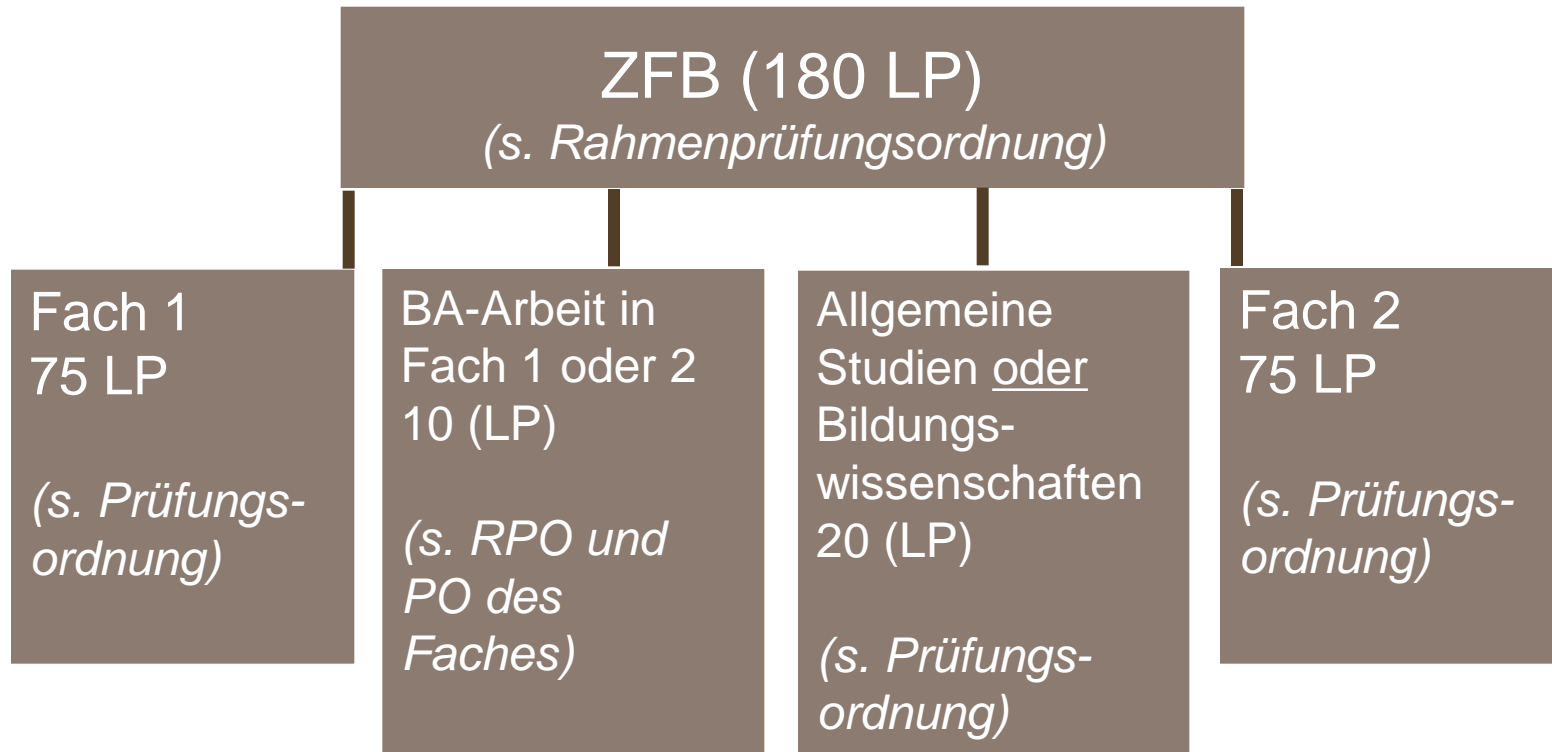 ZFB (180 LP)
(s. Rahmenprüfungsordnung)
Fach 1
75 LP
(s. Prüfungs-
ordnung)
BA-Arbeit in
Fach 1 oder 2
10 (LP)
(s. RPO und
PO des
Faches)
Allgemeine
Studien oder
Bildungs-
wissenschaften
20 (LP)
(s. Prüfungs-
ordnung)
Fach 2
75 LP
(s. Prüfungs-
ordnung)